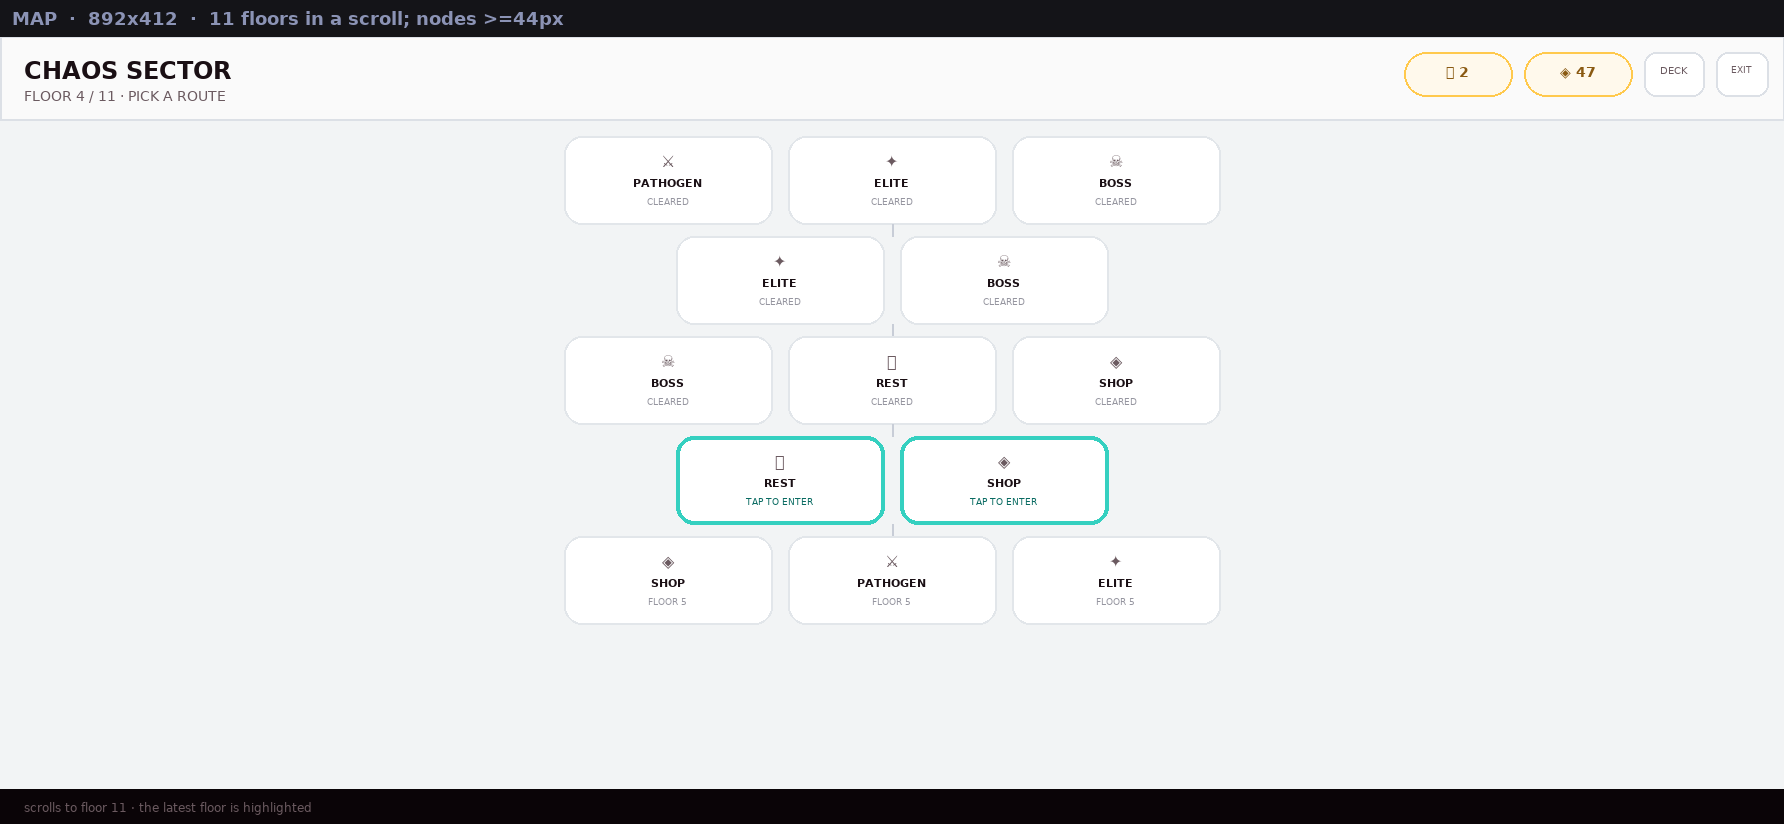 MAP · 892x412 · 11 floors in a scroll; nodes >=44px
CHAOS SECTOR
FLOOR 4 / 11 · PICK A ROUTE
2
◈ 47
DECK
EXIT
⚔ ✦ ☠
PATHOGEN ELITE BOSS
CLEARED CLEARED CLEARED
✦ ☠
ELITE BOSS
CLEARED CLEARED
☠ ◈
BOSS REST SHOP
CLEARED CLEARED CLEARED
◈
REST SHOP
TAP TO ENTER TAP TO ENTER
◈ ⚔ ✦
SHOP PATHOGEN ELITE
FLOOR 5 FLOOR 5 FLOOR 5
scrolls to floor 11 · the latest floor is highlighted